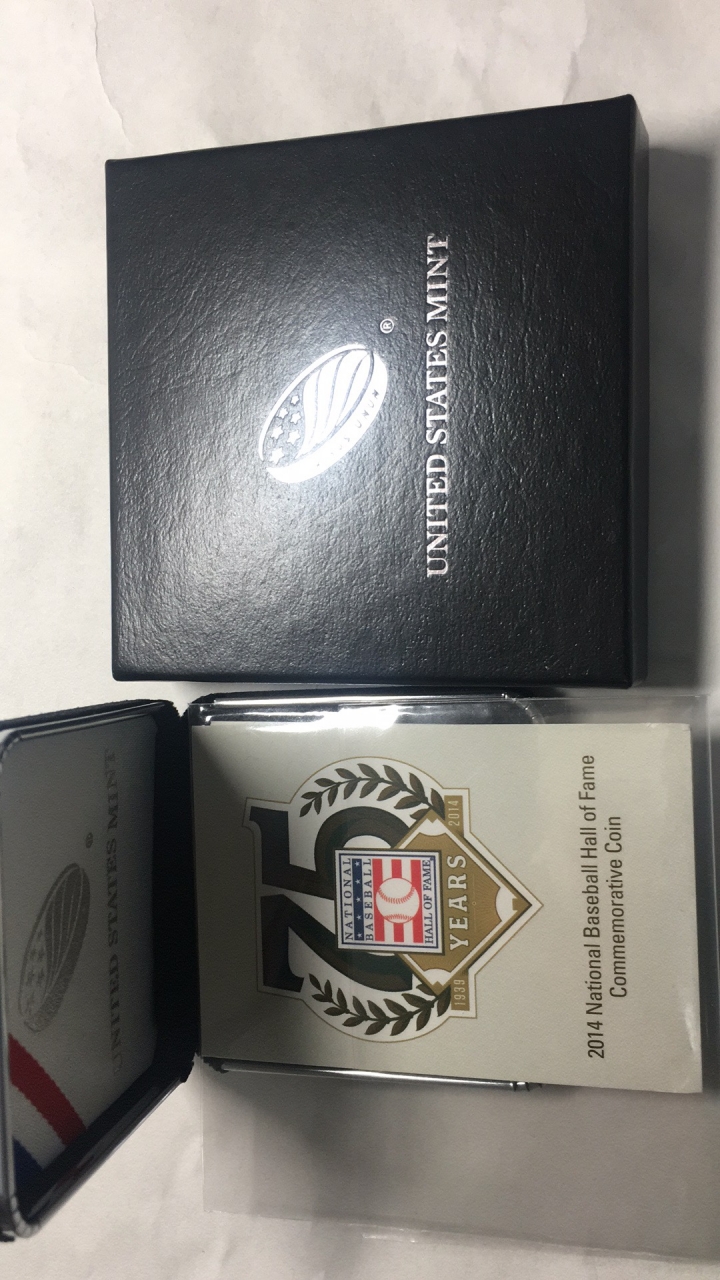 ®
UNITED STATES MINT
®
UNITED STATES MINT
75
NATIONAL
BASEBALL
HALL OF FAME
YEARS
1939
2014
2014 National Baseball Hall of Fame
Commemorative Coin